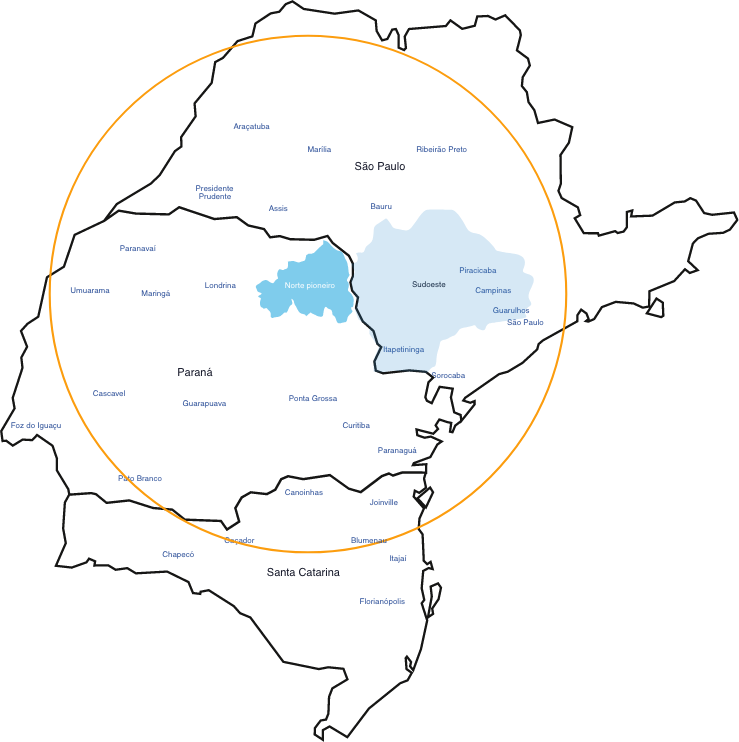 Araçatuba
Marília
Ribeirão Preto
São Paulo
Presidente
Prudente
Assis
Bauru
Paranavaí
Umuarama
Maringá
Londrina
Norte pioneiro
Sudoeste
Piracicaba
Campinas
Guarulhos
São Paulo
Itapetininga
Sorocaba
Paraná
Cascavel
Guarapuava
Ponta Grossa
Foz do Iguaçu
Curitiba
Paranaguá
Pato Branco
Canoinhas
Joinville
Caçador
Blumenau
Chapecó
Itajaí
Santa Catarina
Florianópolis